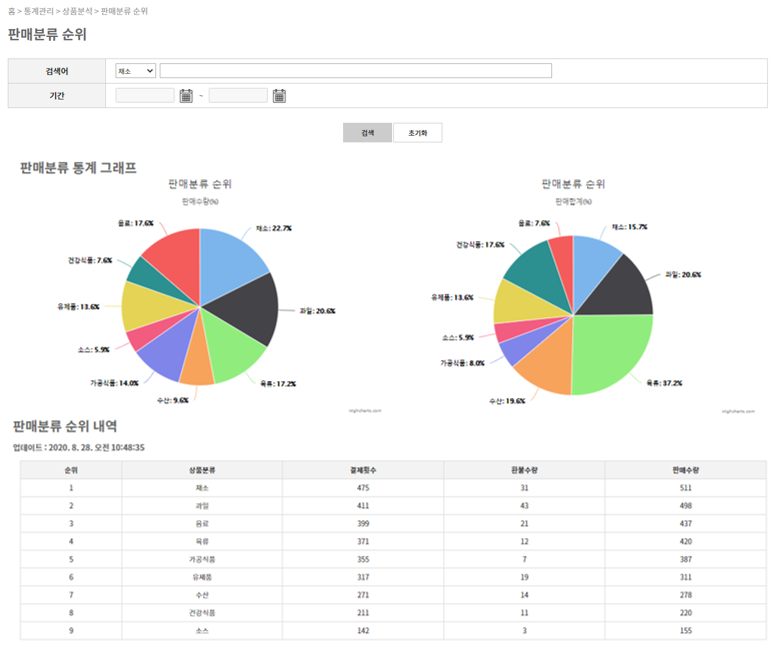 홈 > 통계관리 > 상품분석 > 판매분류 순위
판매분류 순위
검색어 채소
기간 ~
검색 초기화
판매분류 통계 그래프
판매분류 순위
판매수량(%)
음료: 17.6%
채소: 22.7%
건강식품: 7.6%
유제품: 13.6%
과일: 20.6%
소스: 5.9%
가공식품: 14.0%
육류: 17.2%
수산: 9.6%
highcharts.com
판매분류 순위
판매합계(%)
음료: 7.6%
채소: 15.7%
건강식품: 17.6%
과일: 20.6%
유제품: 13.6%
소스: 5.9%
가공식품: 8.0%
육류: 37.2%
수산: 19.6%
highcharts.com
판매분류 순위 내역
업데이트 : 2020. 8. 28. 오전 10:48:35
순위 상품분류 결제횟수 환불수량 판매수량
1 채소 475 31 511
2 과일 411 43 498
3 음료 399 21 437
4 육류 371 12 420
5 가공식품 355 7 387
6 유제품 317 19 311
7 수산 271 14 278
8 건강식품 211 11 220
9 소스 142 3 155